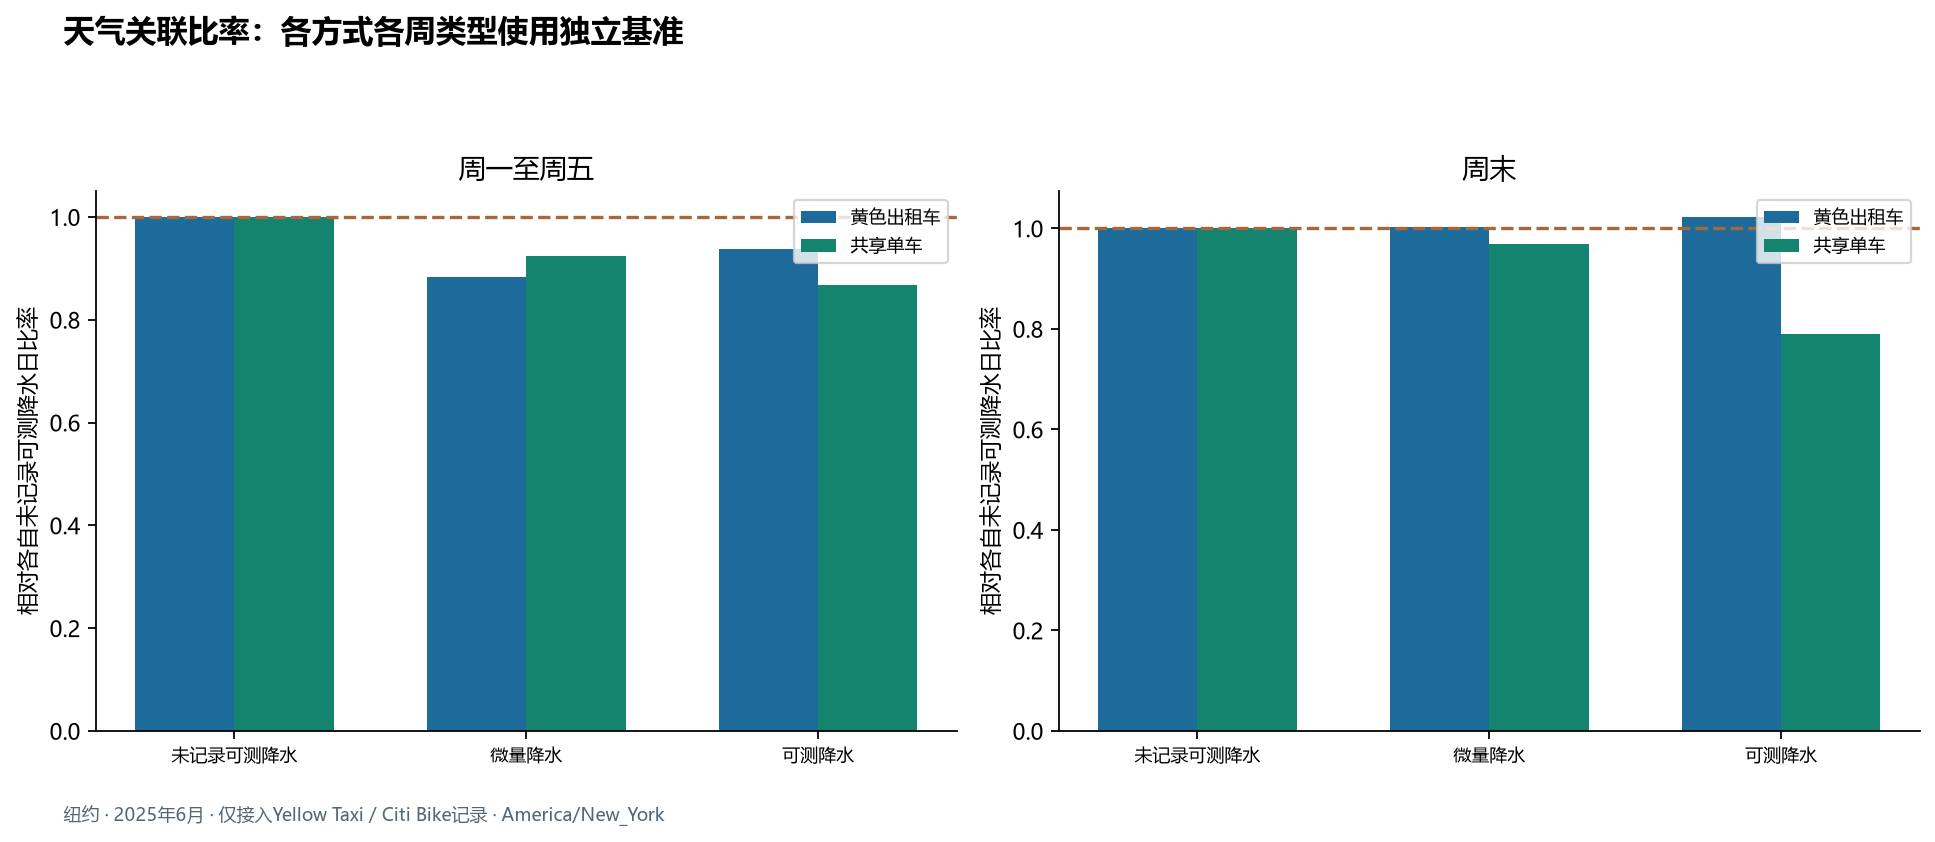 天气关联比率：各方式各周类型使用独立基准
周一至周五
相对各自未记录可测降水日比率
1.0
0.8
0.6
0.4
0.2
0.0
黄色出租车
共享单车
未记录可测降水
微量降水
可测降水
周末
相对各自未记录可测降水日比率
1.0
0.8
0.6
0.4
0.2
0.0
黄色出租车
共享单车
未记录可测降水
微量降水
可测降水
纽约 · 2025年6月 · 仅接入Yellow Taxi / Citi Bike记录 · America/New_York